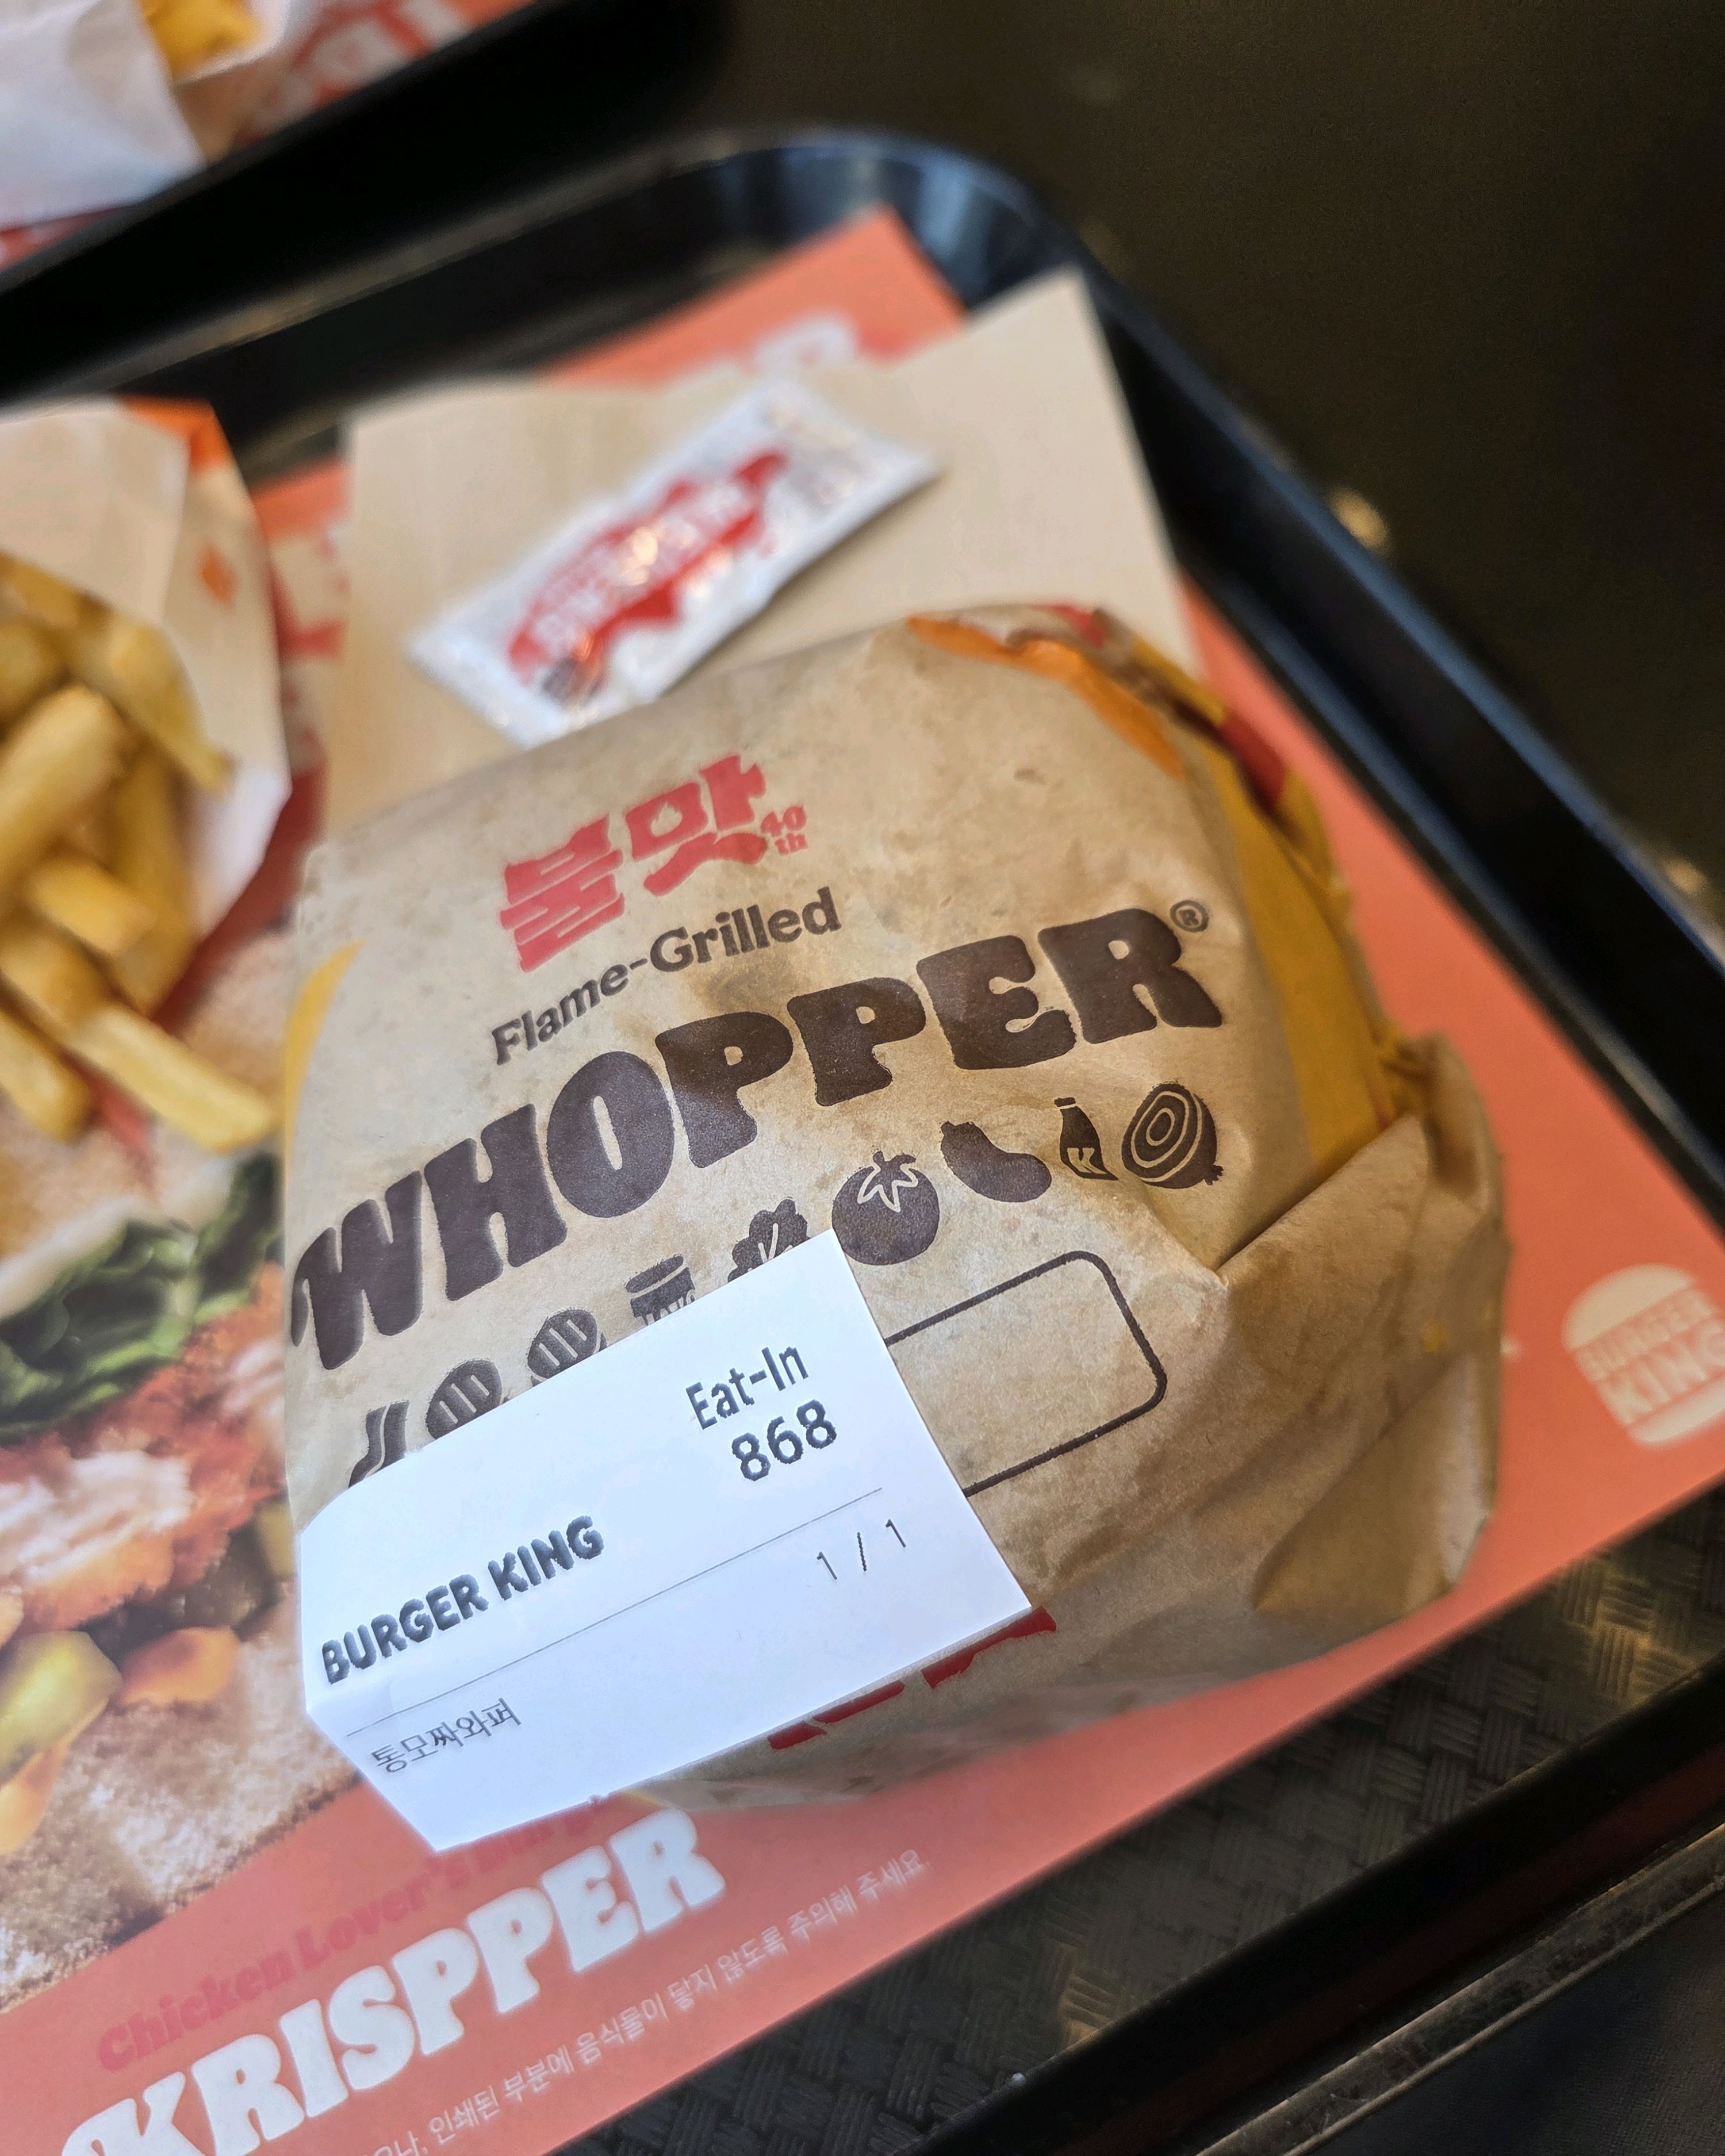 불맛 40th
Flame-Grilled
WHOPPER®
Eat-In
868
BURGER KING
1 / 1
통모짜와퍼
BURGER
KING
Chicken Lover's
KRISPPER
인쇄된 부분에 음식물이 닿지 않도록 주의해 주세요.